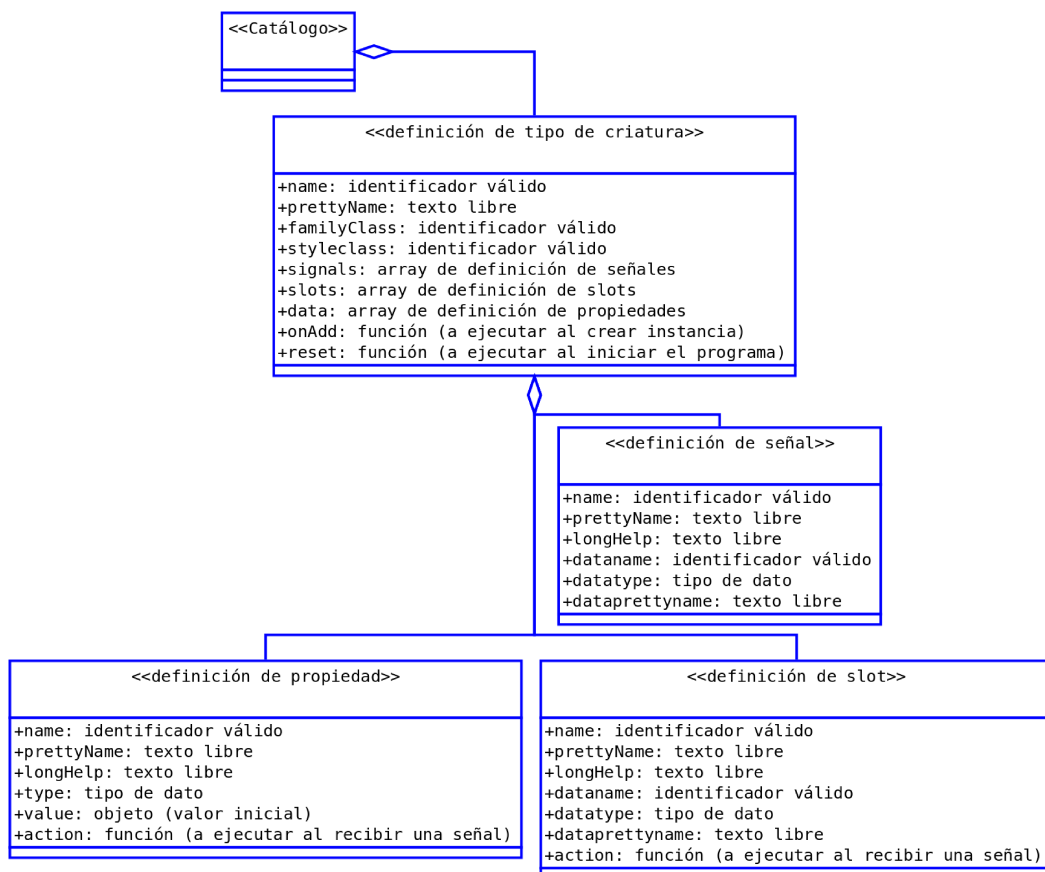 <<Catálogo>>
<<definición de tipo de criatura>>
+name: identificador válido
+prettyName: texto libre
+familyClass: identificador válido
+styleclass: identificador válido
+signals: array de definición de señales
+slots: array de definición de slots
+data: array de definición de propiedades
+onAdd: función (a ejecutar al crear instancia)
+reset: función (a ejecutar al iniciar el programa)
<<definición de señal>>
+name: identificador válido
+prettyName: texto libre
+longHelp: texto libre
+dataname: identificador válido
+datatype: tipo de dato
+dataprettyname: texto libre
<<definición de propiedad>>
+name: identificador válido
+prettyName: texto libre
+longHelp: texto libre
+type: tipo de dato
+value: objeto (valor inicial)
+action: función (a ejecutar al recibir una señal)
<<definición de slot>>
+name: identificador válido
+prettyName: texto libre
+longHelp: texto libre
+dataname: identificador válido
+datatype: tipo de dato
+dataprettyname: texto libre
+action: función (a ejecutar al recibir una señal)